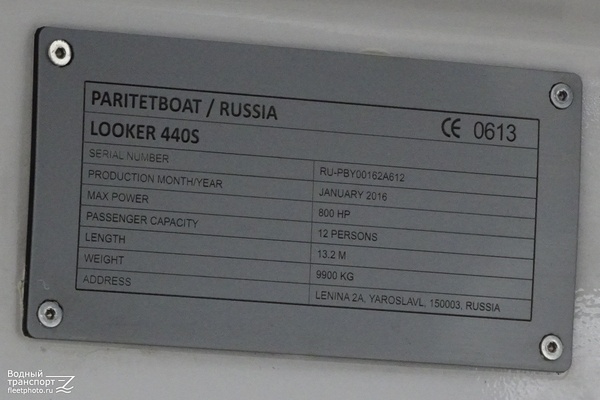 PARITETBOAT / RUSSIA
LOOKER 440S
CE 0613
SERIAL NUMBER RU-PBY00162A612
PRODUCTION MONTH/YEAR JANUARY 2016
MAX POWER 800 HP
PASSENGER CAPACITY 12 PERSONS
LENGTH 13.2 M
WEIGHT 9900 KG
ADDRESS LENINA 2A, YAROSLAVL, 150003, RUSSIA
Водный
транспорт
fleetphoto.ru